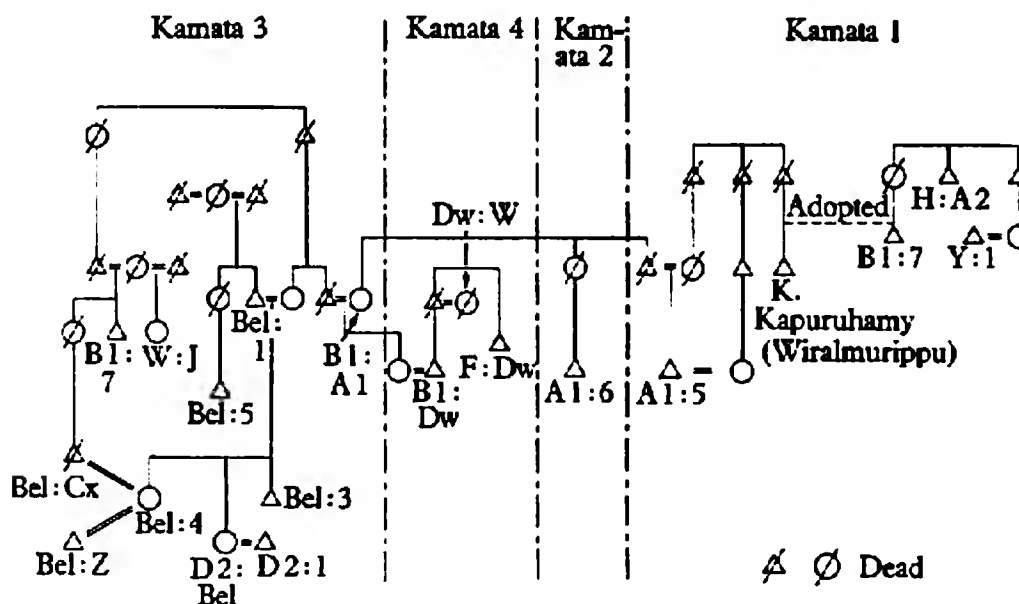 Kamata 3
Kamata 4
Kam-
ata 2
Kamata 1
Dw:W
Adopted
H:A2
B1:7
Y:1
K.
Kapuruhamy
(Wiralmurippu)
B1:
7
W:J
Bel:
1
B1:
A1
Bel:5
B1:
Dw
F:Dw
A1:6
A1:5
Bel:Cx
Bel:4
Bel:3
Bel:Z
D2:
Bel
D2:1
Dead